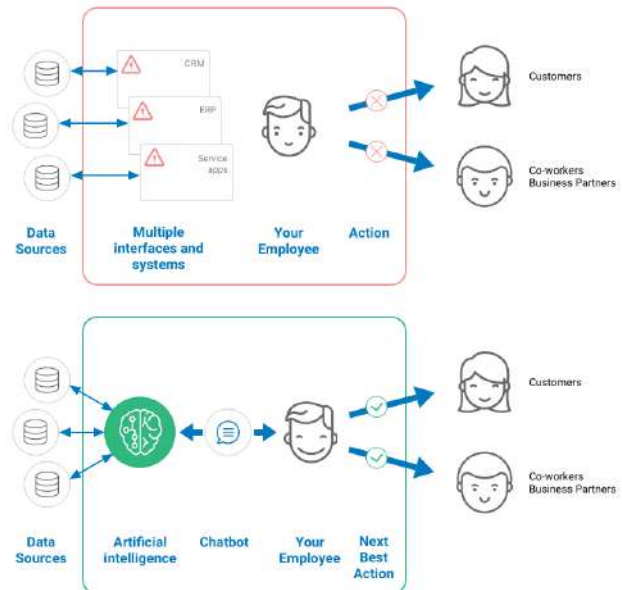 CRM
ERP
Service
apps
Customers
Co-workers
Business Partners
Data
Sources
Multiple
interfaces and
systems
Your
Employee
Action
Customers
Co-workers
Business Partners
Data
Sources
Artificial
intelligence
Chatbot
Your
Employee
Next
Best
Action